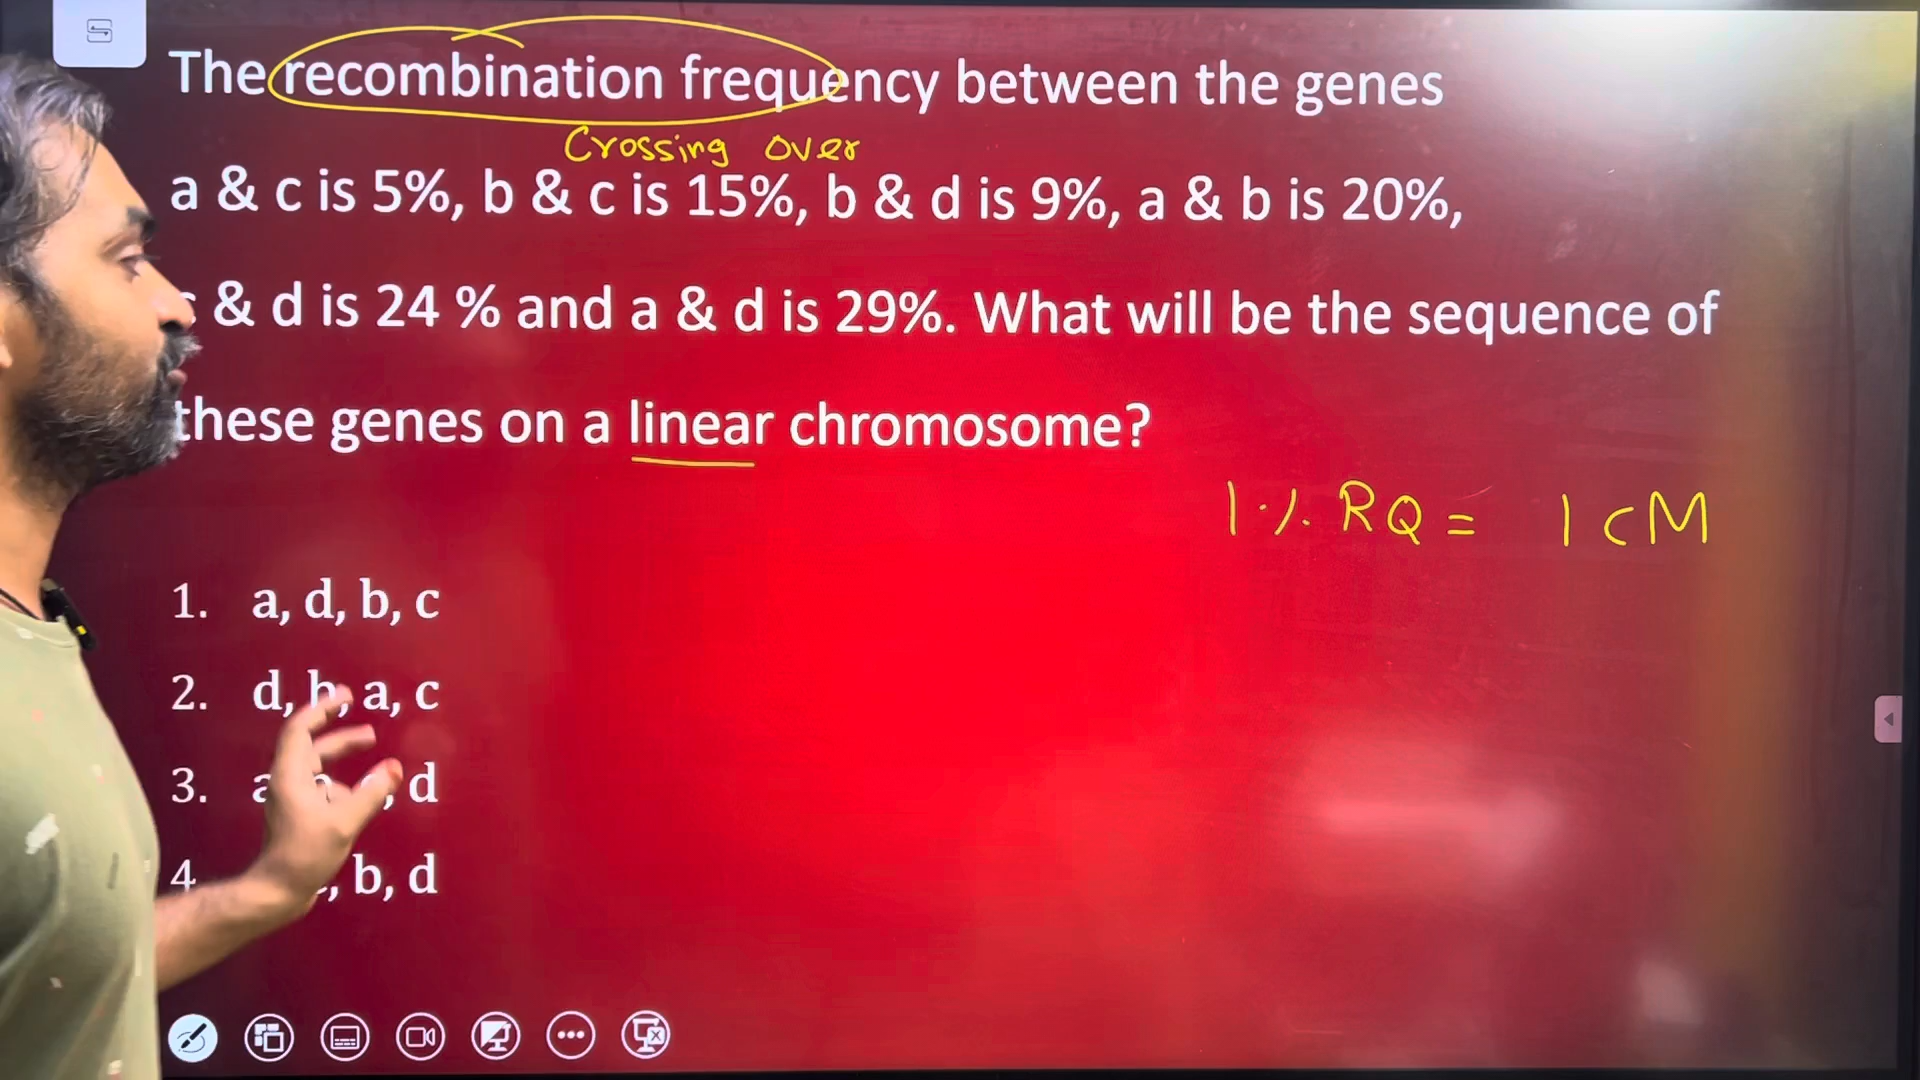 The recombination frequency between the genes
Crossing over
a & c is 5%, b & c is 15%, b & d is 9%, a & b is 20%,
& d is 24 % and a & d is 29%. What will be the sequence of
these genes on a linear chromosome?
1% RQ = 1 cM
1. a, d, b, c
2. d, b, a, c
3. a d
4 , b, d